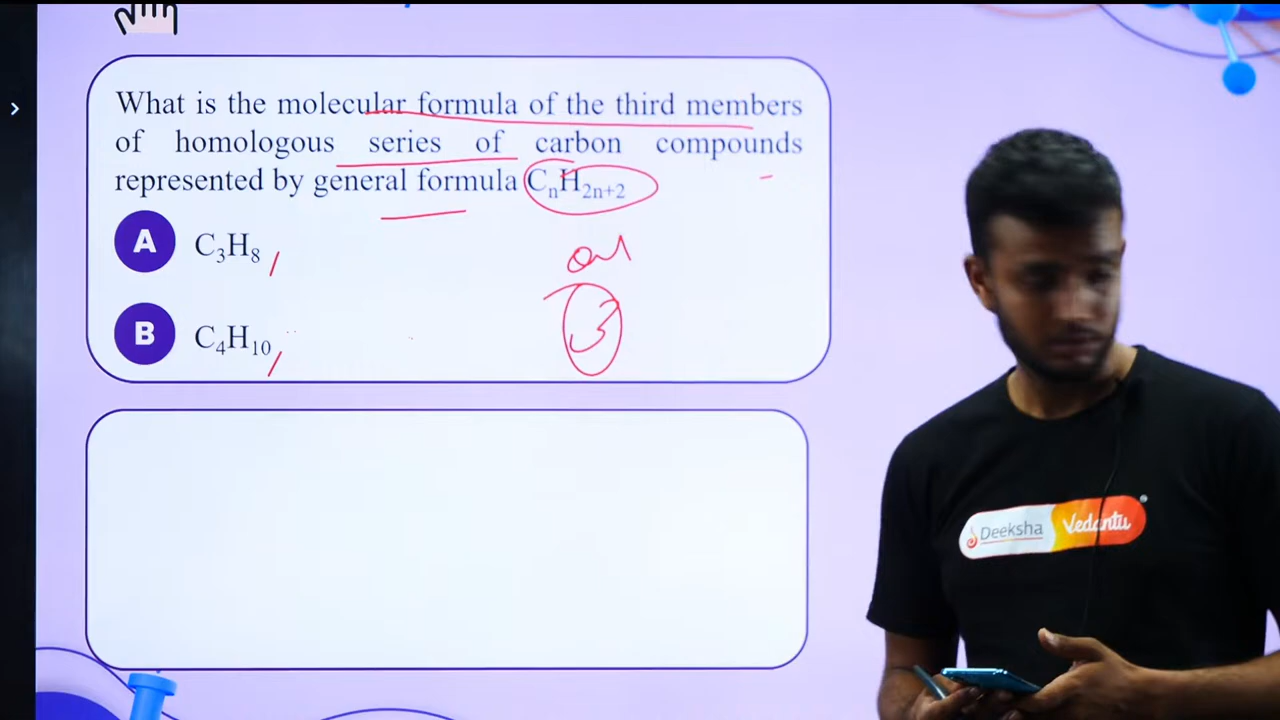 What is the molecular formula of the third members
of homologous series of carbon compounds
represented by general formula CₙH₂ₙ₊₂
A C₃H₈
B C₄H₁₀
3
Deeksha Vedantu